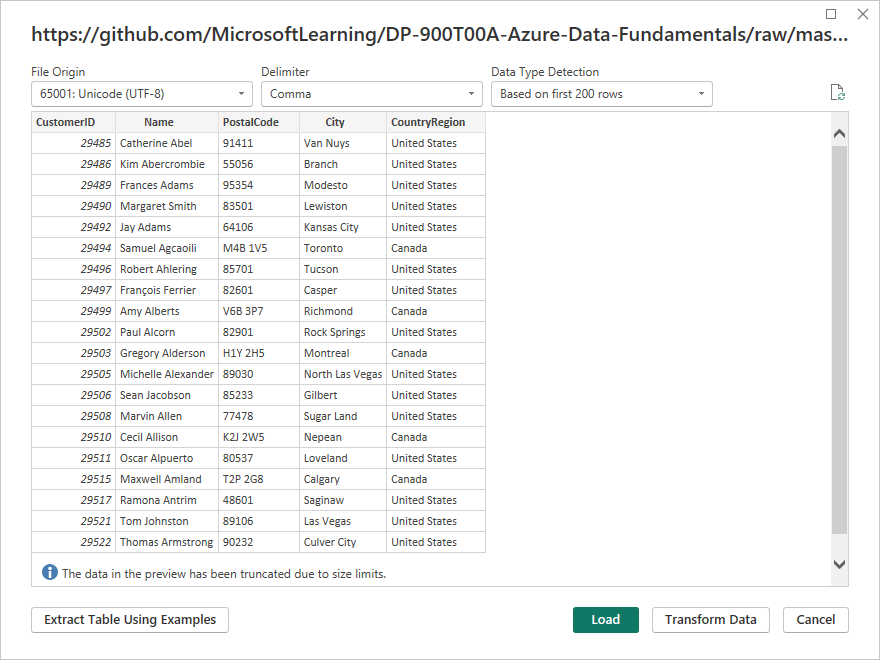 https://github.com/MicrosoftLearning/DP-900T00A-Azure-Data-Fundamentals/raw/mas...
File Origin Delimiter Data Type Detection
65001: Unicode (UTF-8) Comma Based on first 200 rows
CustomerID Name PostalCode City CountryRegion
29485 Catherine Abel 91411 Van Nuys United States
29486 Kim Abercrombie 55056 Branch United States
29489 Frances Adams 95354 Modesto United States
29490 Margaret Smith 83501 Lewiston United States
29492 Jay Adams 64106 Kansas City United States
29494 Samuel Agcaoili M4B 1V5 Toronto Canada
29496 Robert Ahlering 85701 Tucson United States
29497 François Ferrier 82601 Casper United States
29499 Amy Alberts V6B 3P7 Richmond Canada
29502 Paul Alcorn 82901 Rock Springs United States
29503 Gregory Alderson H1Y 2H5 Montreal Canada
29505 Michelle Alexander 89030 North Las Vegas United States
29506 Sean Jacobson 85233 Gilbert United States
29508 Marvin Allen 77478 Sugar Land United States
29510 Cecil Allison K2J 2W5 Nepean Canada
29511 Oscar Alpuerto 80537 Loveland United States
29515 Maxwell Amland T2P 2G8 Calgary Canada
29517 Ramona Antrim 48601 Saginaw United States
29521 Tom Johnston 89106 Las Vegas United States
29522 Thomas Armstrong 90232 Culver City United States
The data in the preview has been truncated due to size limits.
Extract Table Using Examples Load Transform Data Cancel